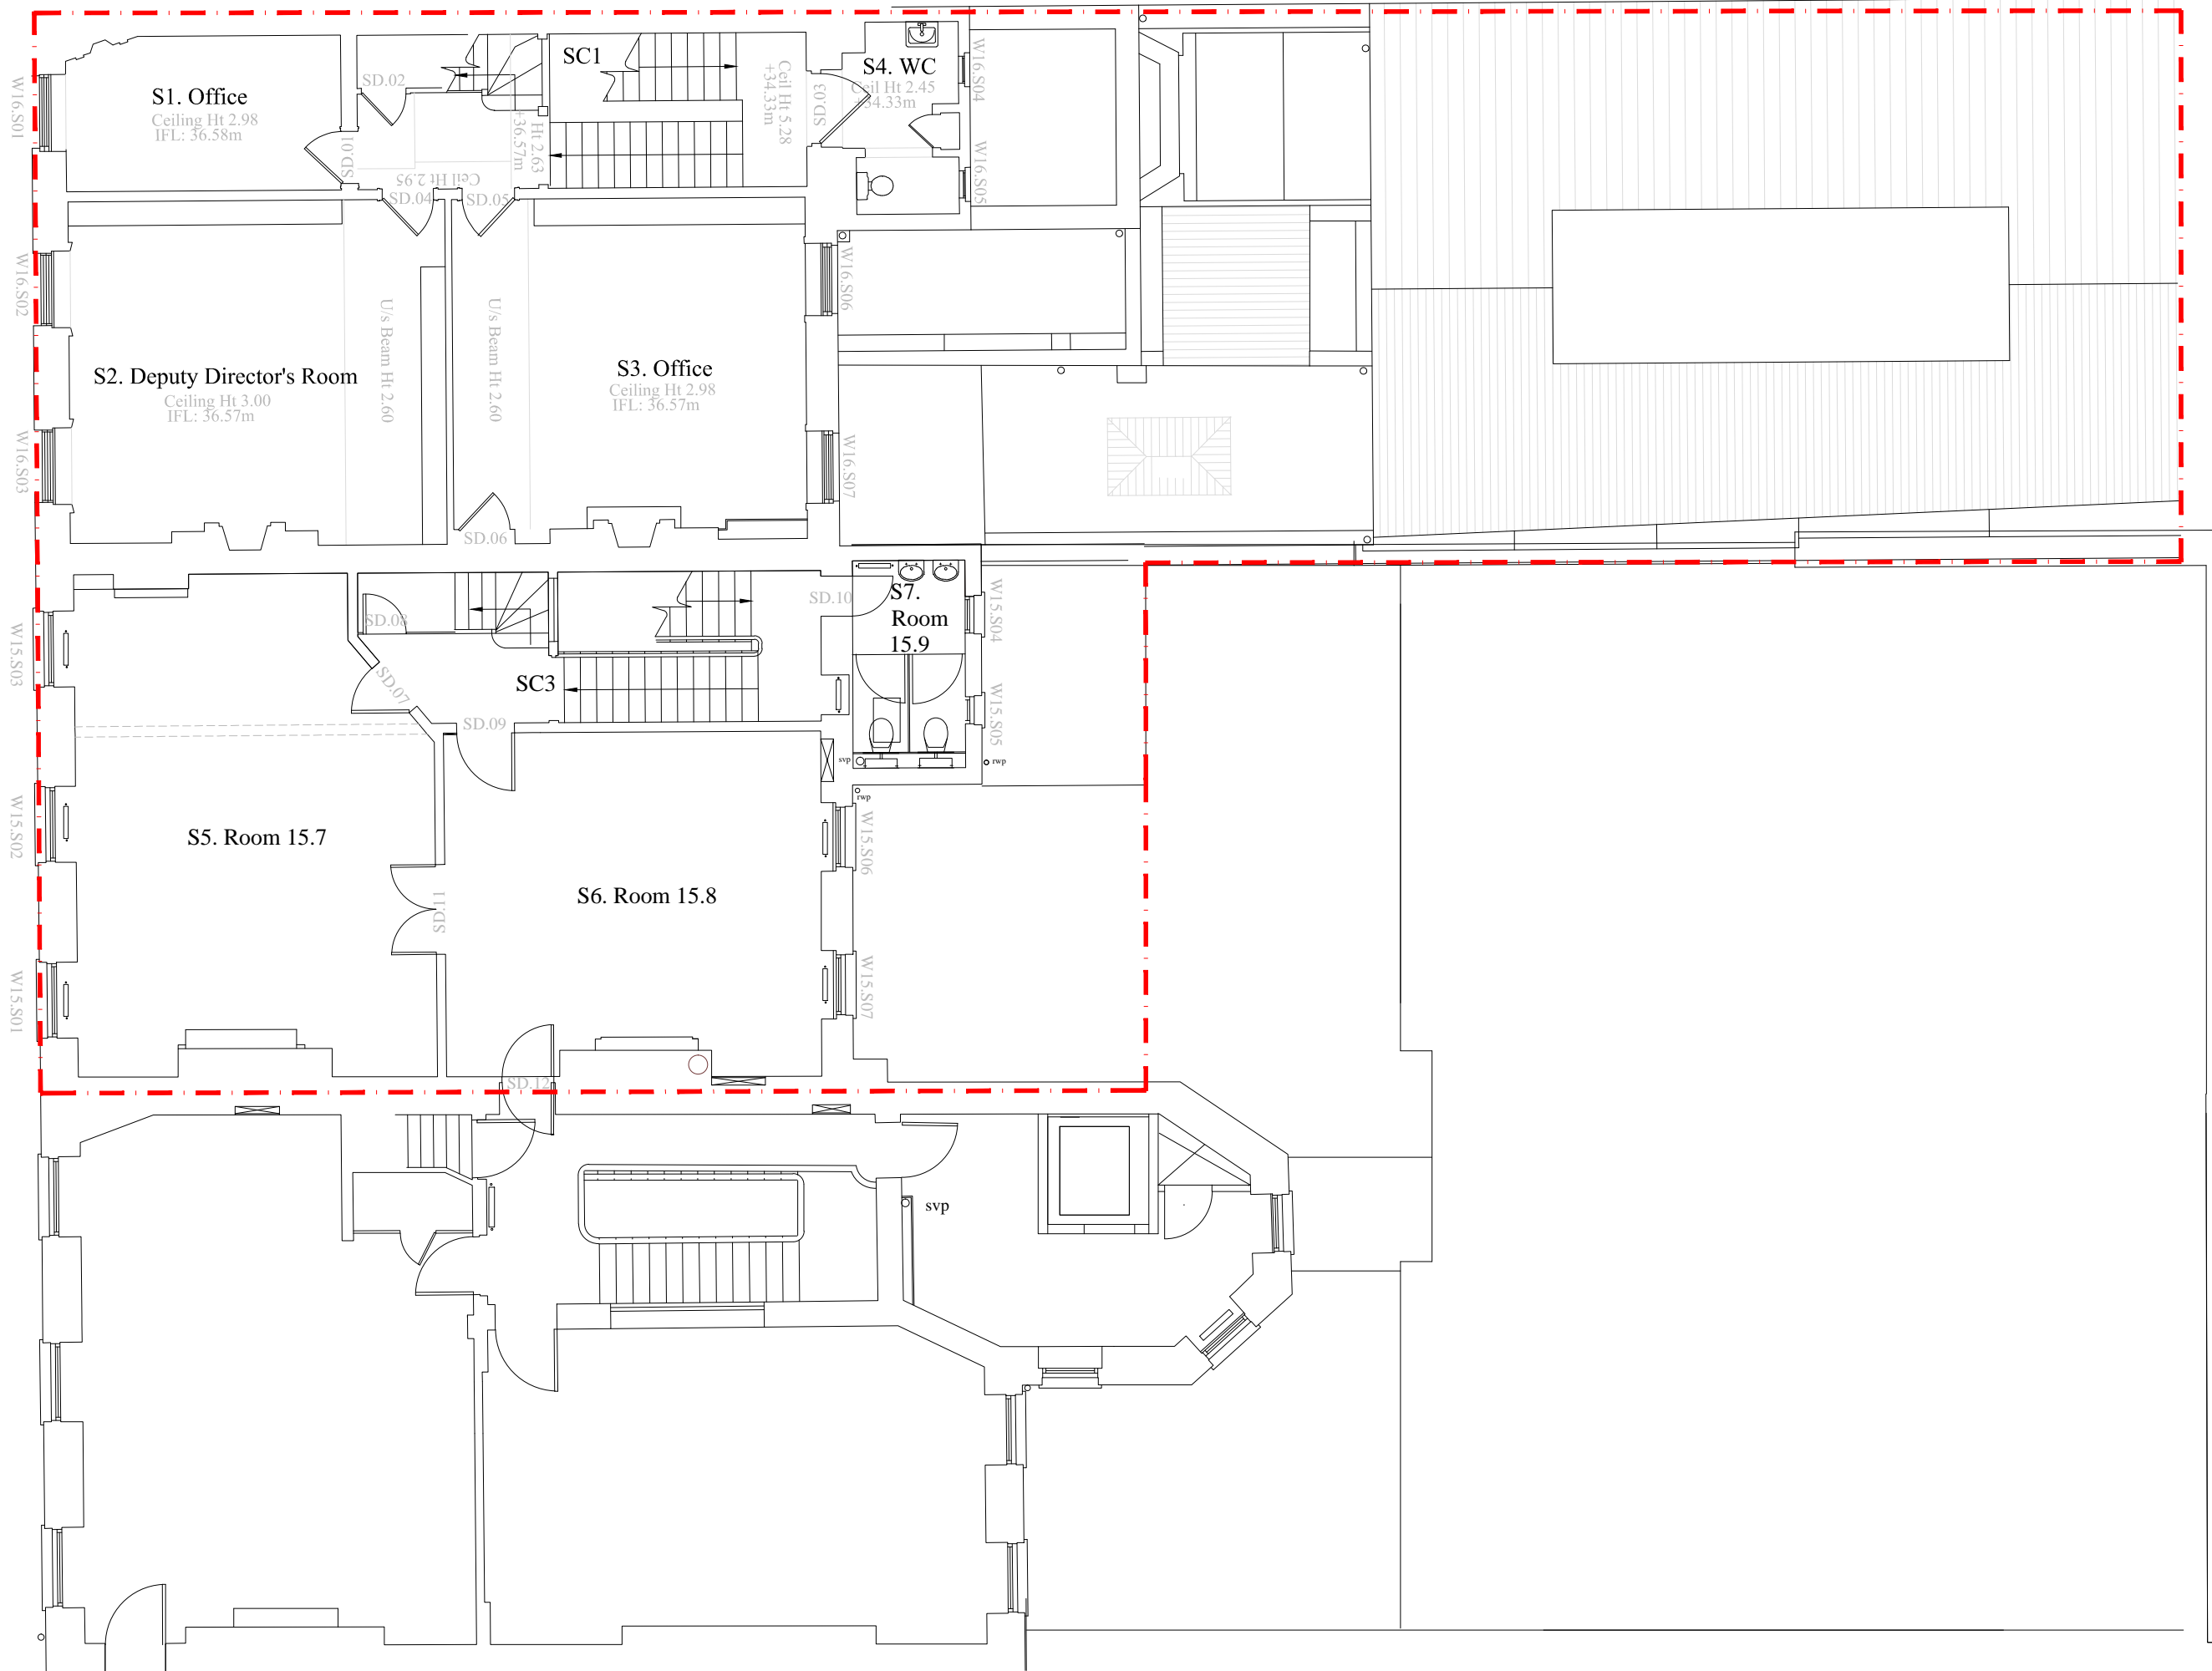 SC1
S4. WC
Ceil Ht 2.45
+34.33m
W16.S04
SD.02
S1. Office
Ceiling Ht 2.98
IFL: 36.58m
W16.S01
SD.01
Ht 2.63
+36.57m
Ceil Ht 5.28
+34.33m
SD.03
W16.S05
Ceil Ht 2.95
SD.04
SD.05
W16.S02
U/s Beam Ht 2.60
U/s Beam Ht 2.60
W16.S06
S2. Deputy Director's Room
Ceiling Ht 3.00
IFL: 36.57m
S3. Office
Ceiling Ht 2.98
IFL: 36.57m
W16.S03
W16.S07
SD.06
SD.10
S7.
Room
15.9
W15.S04
SD.08
W15.S03
SD.07
SC3
SD.09
W15.S05
svp
rwp
rwp
W15.S02
S5. Room 15.7
W15.S06
SD.11
S6. Room 15.8
W15.S01
W15.S07
SD.12
svp